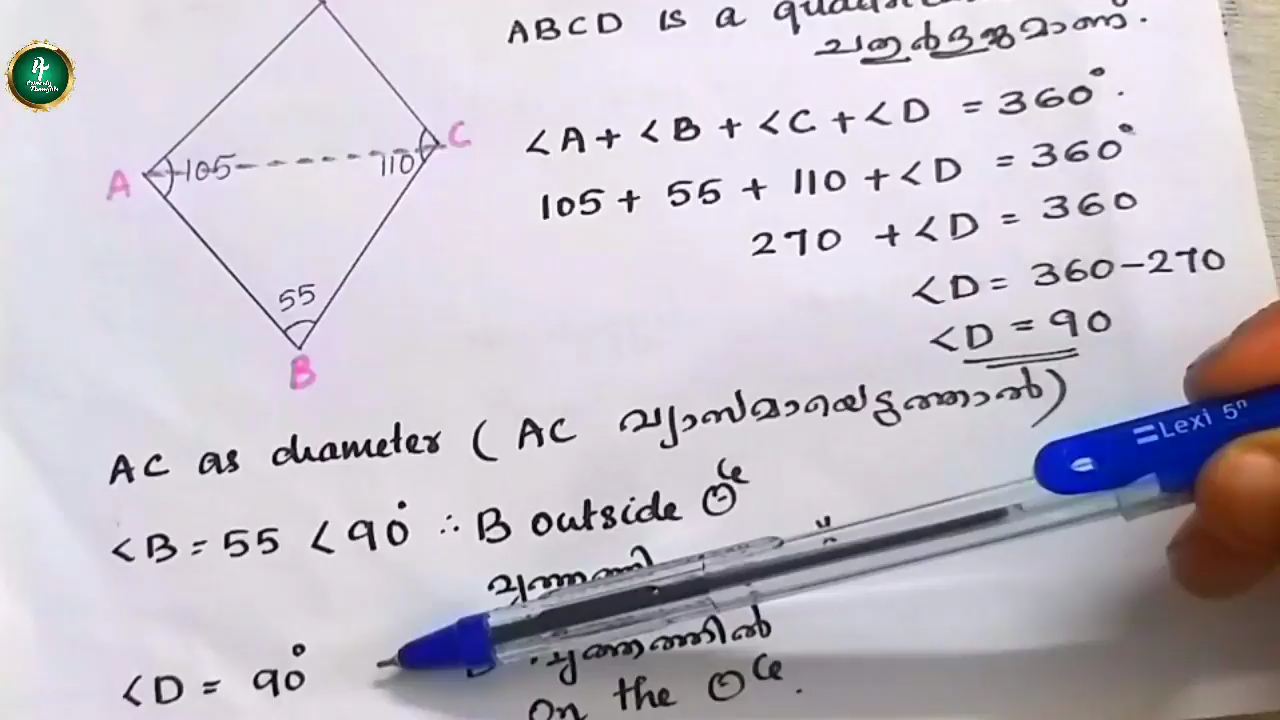 ABCD is a
ചതുർഭുജമാണ്.
A
105
110
C
55
B
<A + <B + <C + <D = 360°.
105 + 55 + 110 + <D = 360°
270 + <D = 360
<D = 360-270
<D = 90
AC as diameter ( AC വ്യാസമായെടുത്താൽ)
<B = 55 < 90° ∴ B outside ⊙ce
<D = 90°
വൃത്തത്തിൽ
On the ⊙ce.
=Lexi 5n